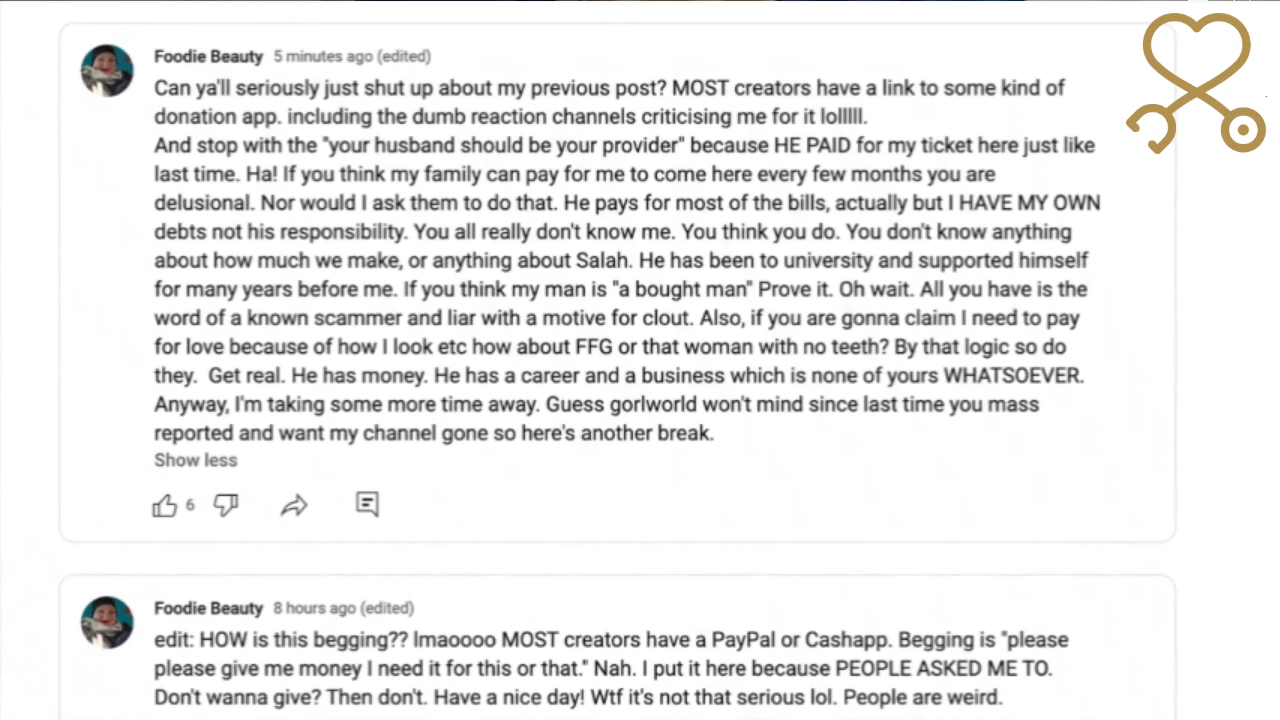 Foodie Beauty 5 minutes ago (edited)
Can ya'll seriously just shut up about my previous post? MOST creators have a link to some kind of
donation app. including the dumb reaction channels criticising me for it lolllll.
And stop with the "your husband should be your provider" because HE PAID for my ticket here just like
last time. Ha! If you think my family can pay for me to come here every few months you are
delusional. Nor would I ask them to do that. He pays for most of the bills, actually but I HAVE MY OWN
debts not his responsibility. You all really don't know me. You think you do. You don't know anything
about how much we make, or anything about Salah. He has been to university and supported himself
for many years before me. If you think my man is "a bought man" Prove it. Oh wait. All you have is the
word of a known scammer and liar with a motive for clout. Also, if you are gonna claim I need to pay
for love because of how I look etc how about FFG or that woman with no teeth? By that logic so do
they.  Get real. He has money. He has a career and a business which is none of yours WHATSOEVER.
Anyway, I'm taking some more time away. Guess gorlworld won't mind since last time you mass
reported and want my channel gone so here's another break.
Show less
6
Foodie Beauty 8 hours ago (edited)
edit: HOW is this begging?? lmaoooo MOST creators have a PayPal or Cashapp. Begging is "please
please give me money I need it for this or that." Nah. I put it here because PEOPLE ASKED ME TO.
Don't wanna give? Then don't. Have a nice day! Wtf it's not that serious lol. People are weird.